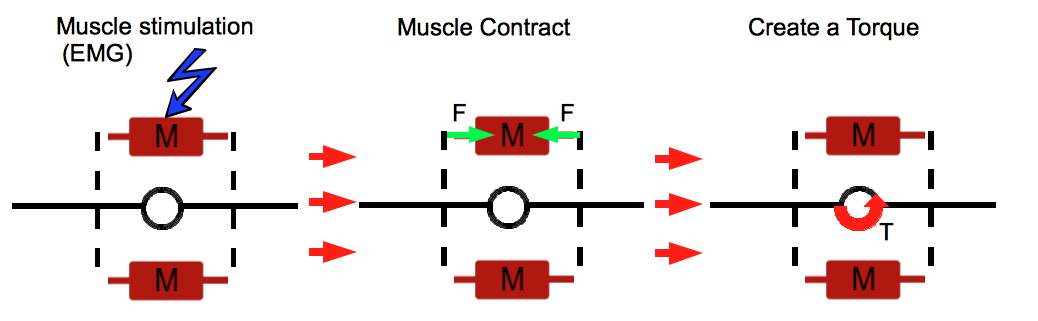 Muscle stimulation
(EMG)
M
M
Muscle Contract
F
F
M
M
Create a Torque
M
T
M